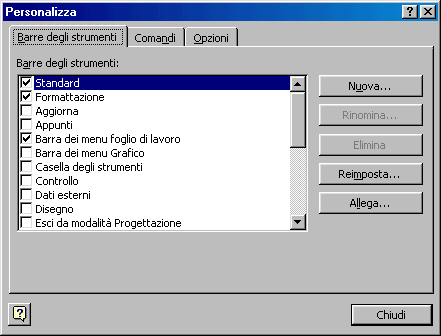 Personalizza
Barre degli strumenti Comandi Opzioni
Barre degli strumenti:
Standard
Formattazione
Aggiorna
Appunti
Barra dei menu foglio di lavoro
Barra dei menu Grafico
Casella degli strumenti
Controllo
Dati esterni
Disegno
Esci da modalità Progettazione
Nuova...
Rinomina...
Elimina
Reimposta...
Allega...
Chiudi